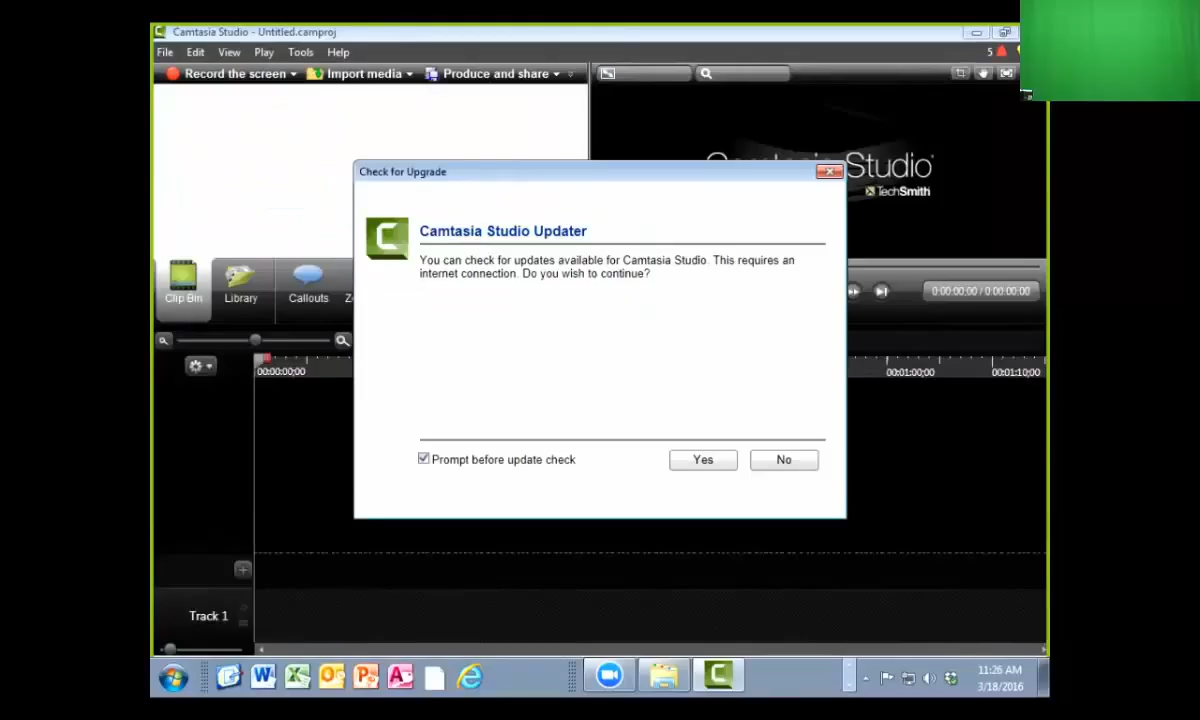 Camtasia Studio - Untitled.camproj
File Edit View Play Tools Help
5
Record the screen Import media Produce and share
Camtasia Studio
TechSmith
Check for Upgrade
Camtasia Studio Updater
You can check for updates available for Camtasia Studio. This requires an
internet connection. Do you wish to continue?
Clip Bin
Library
Callouts
0:00:00;00 / 0:00:00;00
00:00:00;00
00:01:00;00
00:01:10;00
Prompt before update check
Yes
No
Track 1
11:26 AM
3/18/2016